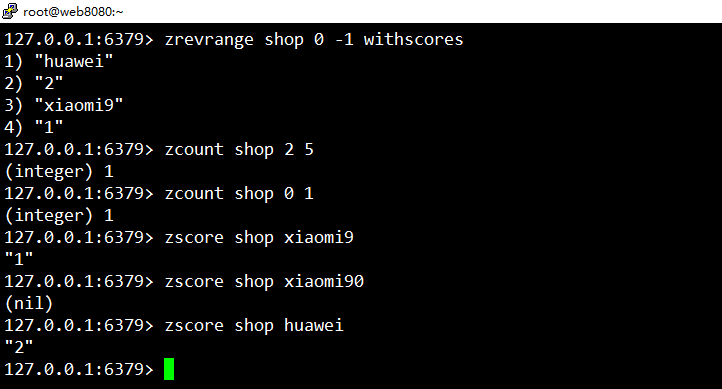 root@web8080:~
127.0.0.1:6379> zrevrange shop 0 -1 withscores
1) "huawei"
2) "2"
3) "xiaomi9"
4) "1"
127.0.0.1:6379> zcount shop 2 5
(integer) 1
127.0.0.1:6379> zcount shop 0 1
(integer) 1
127.0.0.1:6379> zscore shop xiaomi9
"1"
127.0.0.1:6379> zscore shop xiaomi90
(nil)
127.0.0.1:6379> zscore shop huawei
"2"
127.0.0.1:6379>